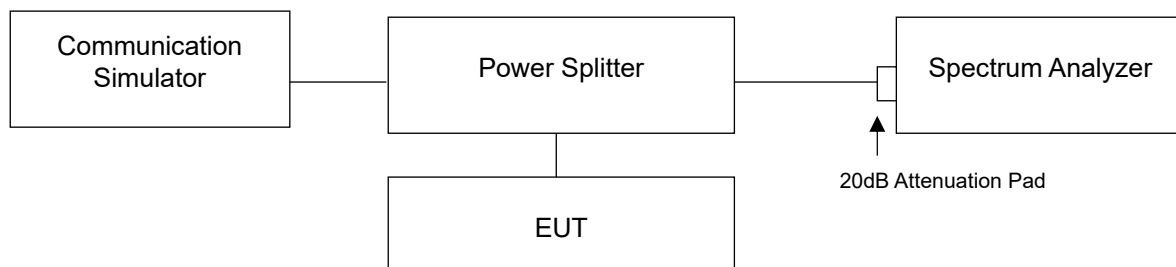 Communication
Simulator
Power Splitter
Spectrum Analyzer
20dB Attenuation Pad
EUT